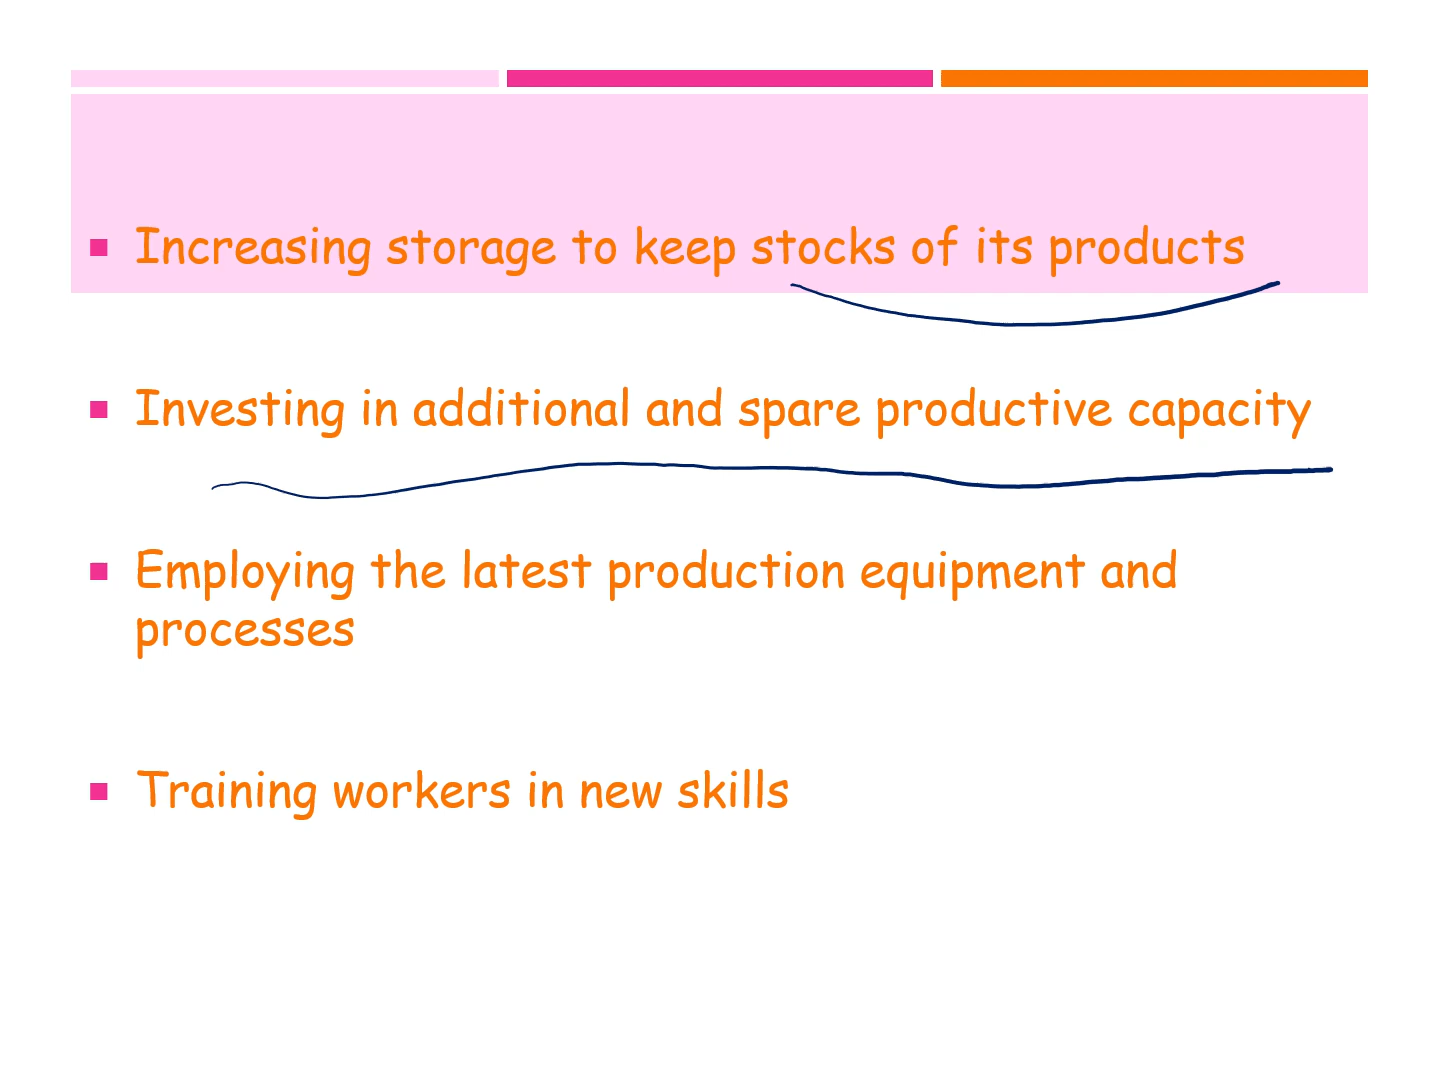 Increasing storage to keep stocks of its products
Investing in additional and spare productive capacity
Employing the latest production equipment and
processes
Training workers in new skills